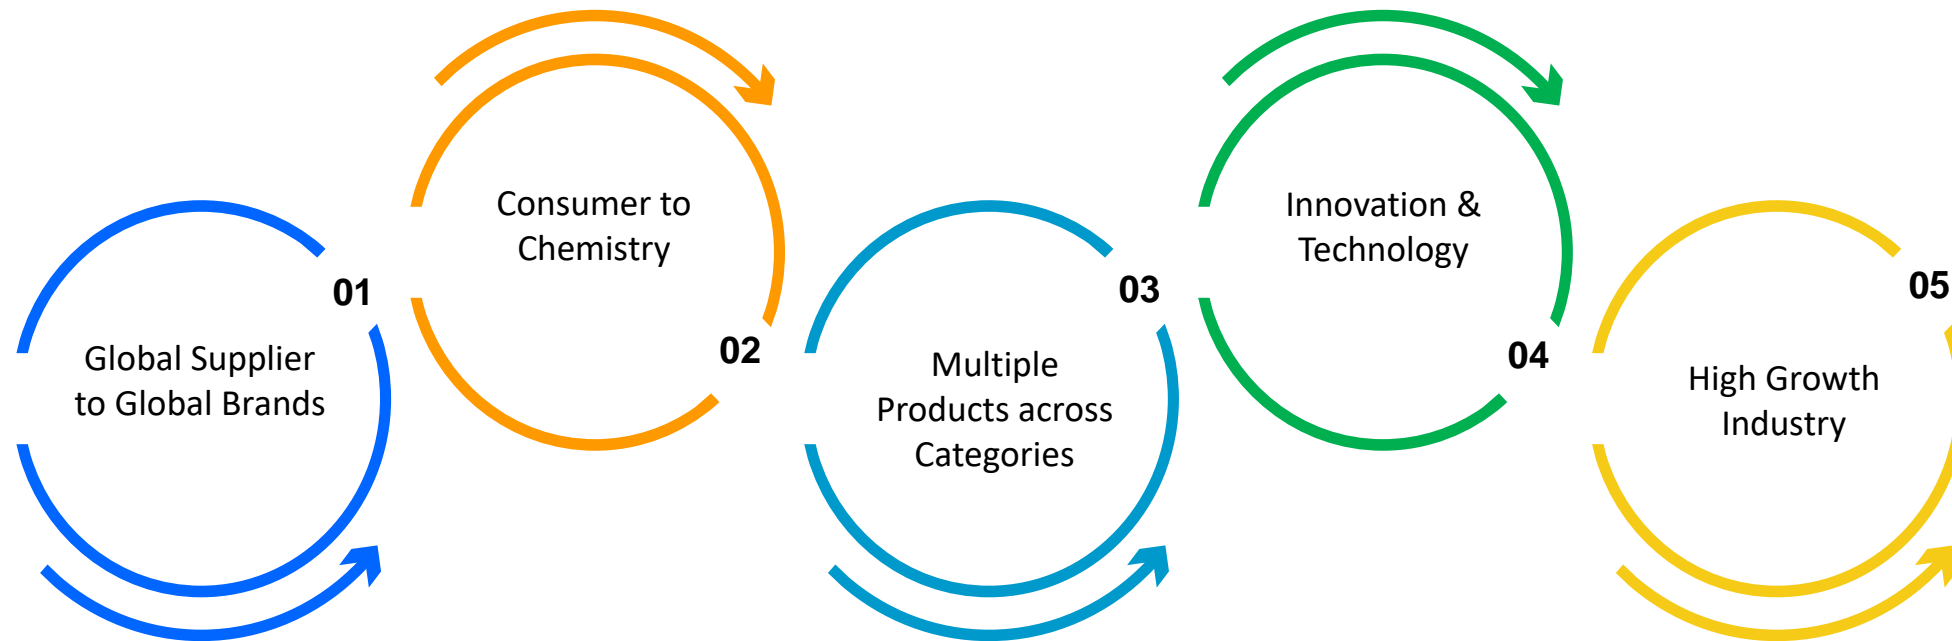 01
Global Supplier
to Global Brands
02
Consumer to
Chemistry
03
Multiple
Products across
Categories
04
Innovation &
Technology
05
High Growth
Industry